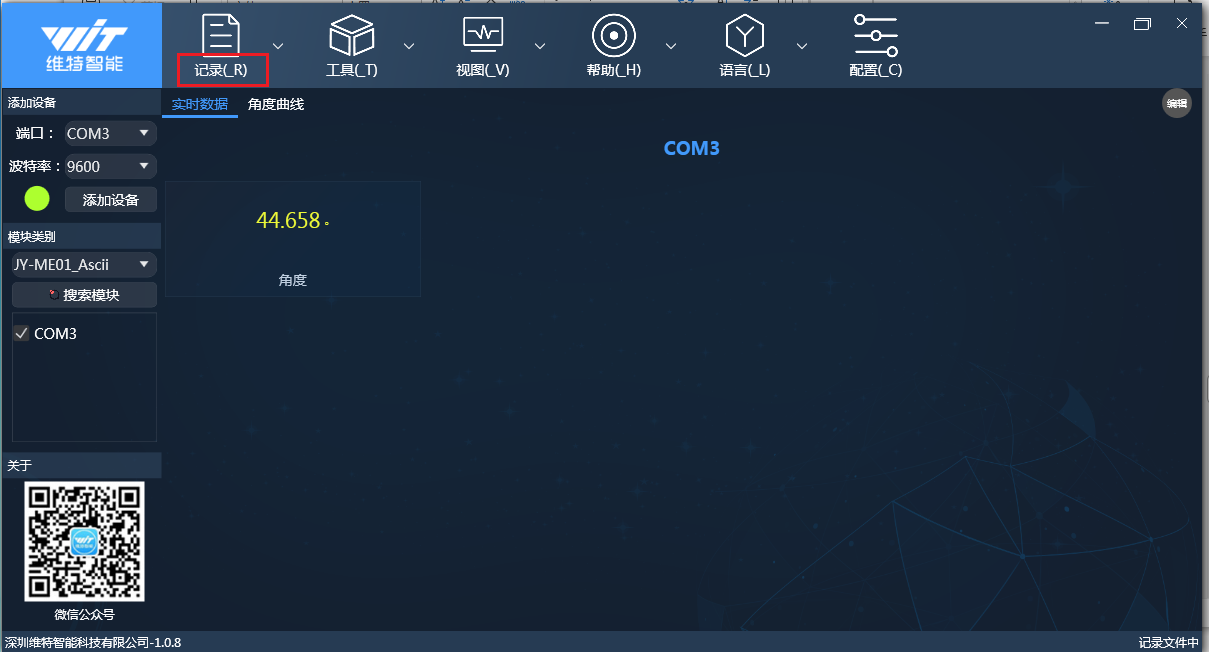 WIT
维特智能
记录(_R)
工具(_T)
视图(_V)
帮助(_H)
语言(_L)
配置(_C)
添加设备
端口：
COM3
波特率：
9600
添加设备
模块类别
JY-ME01_Ascii
搜索模块
COM3
关于
微信公众号
实时数据
角度曲线
编辑
COM3
44.658°
角度
深圳维特智能科技有限公司-1.0.8
记录文件中